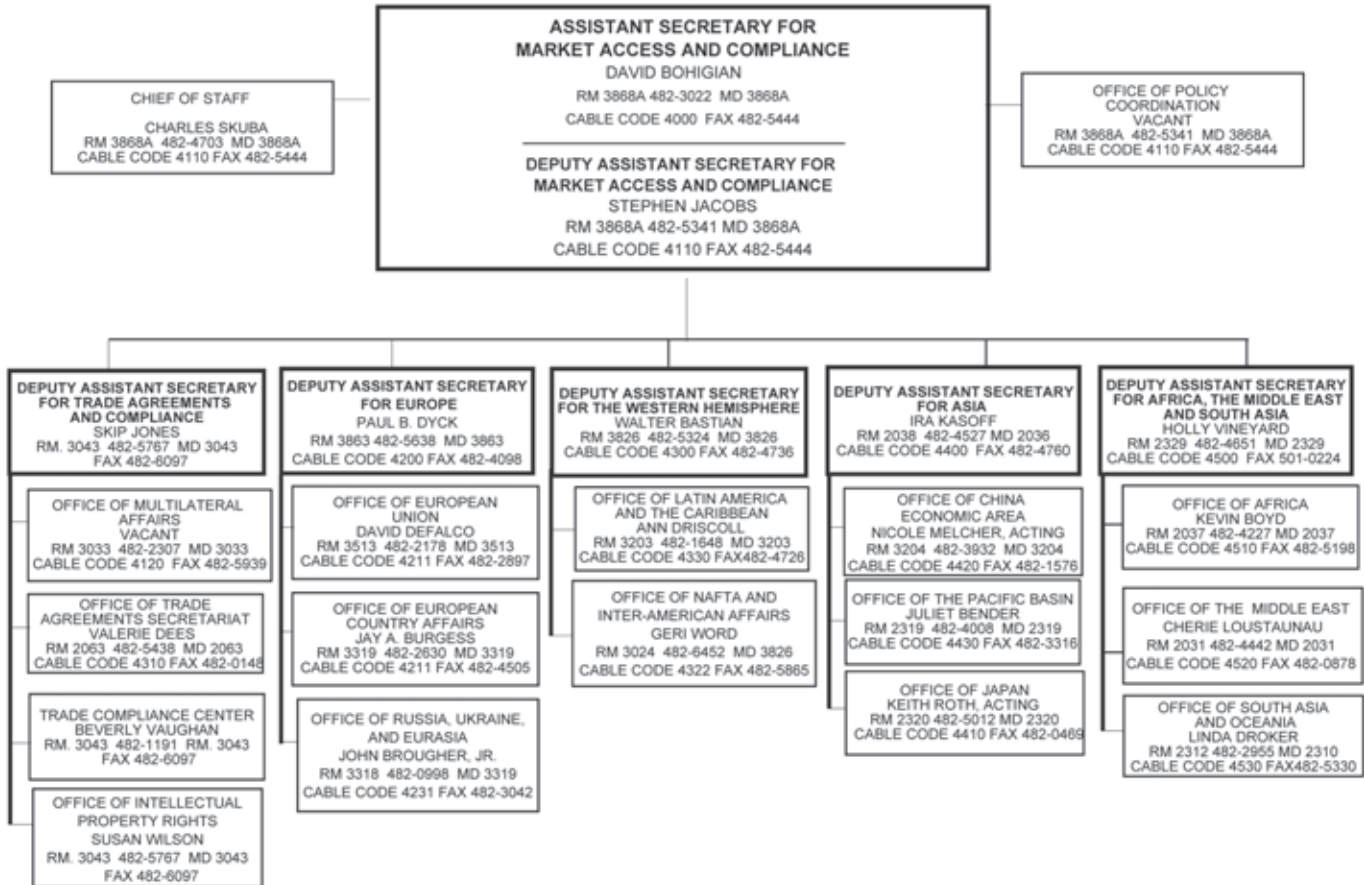 ASSISTANT SECRETARY FOR
MARKET ACCESS AND COMPLIANCE
DAVID BOHIGIAN
RM 3868A 482-3022 MD 3868A
CABLE CODE 4000 FAX 482-5444
DEPUTY ASSISTANT SECRETARY FOR
MARKET ACCESS AND COMPLIANCE
STEPHEN JACOBS
RM 3868A 482-5341 MD 3868A
CABLE CODE 4110 FAX 482-5444
CHIEF OF STAFF
CHARLES SKUBA
RM 3868A 482-4703 MD 3868A
CABLE CODE 4110 FAX 482-5444
OFFICE OF POLICY
COORDINATION
VACANT
RM 3868A 482-5341 MD 3868A
CABLE CODE 4110 FAX 482-5444
DEPUTY ASSISTANT SECRETARY
FOR TRADE AGREEMENTS
AND COMPLIANCE
SKIP JONES
RM. 3043 482-5767 MD 3043
FAX 482-6097
OFFICE OF MULTILATERAL
AFFAIRS
VACANT
RM 3033 482-2307 MD 3033
CABLE CODE 4120 FAX 482-5939
OFFICE OF TRADE
AGREEMENTS SECRETARIAT
VALERIE DEES
RM 2063 482-5438 MD 2063
CABLE CODE 4310 FAX 482-0148
TRADE COMPLIANCE CENTER
BEVERLY VAUGHAN
RM. 3043 482-1191 RM. 3043
FAX 482-6097
OFFICE OF INTELLECTUAL
PROPERTY RIGHTS
SUSAN WILSON
RM. 3043 482-5767 MD 3043
FAX 482-6097
DEPUTY ASSISTANT SECRETARY
FOR EUROPE
PAUL B. DYCK
RM 3863 482-5638 MD 3863
CABLE CODE 4200 FAX 482-4098
OFFICE OF EUROPEAN
UNION
DAVID DEFALCO
RM 3513 482-2178 MD 3513
CABLE CODE 4211 FAX 482-2897
OFFICE OF EUROPEAN
COUNTRY AFFAIRS
JAY A. BURGESS
RM 3319 482-2630 MD 3319
CABLE CODE 4211 FAX 482-4505
OFFICE OF RUSSIA, UKRAINE,
AND EURASIA
JOHN BROUGHER, JR.
RM 3318 482-0998 MD 3319
CABLE CODE 4231 FAX 482-3042
DEPUTY ASSISTANT SECRETARY
FOR THE WESTERN HEMISPHERE
WALTER BASTIAN
RM 3826 482-5324 MD 3826
CABLE CODE 4300 FAX 482-4736
OFFICE OF LATIN AMERICA
AND THE CARIBBEAN
ANN DRISCOLL
RM 3203 482-1648 MD 3203
CABLE CODE 4330 FAX482-4726
OFFICE OF NAFTA AND
INTER-AMERICAN AFFAIRS
GERI WORD
RM 3024 482-6452 MD 3826
CABLE CODE 4322 FAX 482-5865
DEPUTY ASSISTANT SECRETARY
FOR ASIA
IRA KASOFF
RM 2038 482-4527 MD 2036
CABLE CODE 4400 FAX 482-4760
OFFICE OF CHINA
ECONOMIC AREA
NICOLE MELCHER, ACTING
RM 3204 482-3932 MD 3204
CABLE CODE 4420 FAX 482-1576
OFFICE OF THE PACIFIC BASIN
JULIET BENDER
RM 2319 482-4008 MD 2319
CABLE CODE 4430 FAX 482-3316
OFFICE OF JAPAN
KEITH ROTH, ACTING
RM 2320 482-5012 MD 2320
CABLE CODE 4410 FAX 482-0469
DEPUTY ASSISTANT SECRETARY
FOR AFRICA, THE MIDDLE EAST
AND SOUTH ASIA
HOLLY VINEYARD
RM 2329 482-4651 MD 2329
CABLE CODE 4500 FAX 501-0224
OFFICE OF AFRICA
KEVIN BOYD
RM 2037 482-4227 MD 2037
CABLE CODE 4510 FAX 482-5198
OFFICE OF THE MIDDLE EAST
CHERIE LOUSTAUNAU
RM 2031 482-4442 MD 2031
CABLE CODE 4520 FAX 482-0878
OFFICE OF SOUTH ASIA
AND OCEANIA
LINDA DROKER
RM 2312 482-2955 MD 2310
CABLE CODE 4530 FAX482-5330